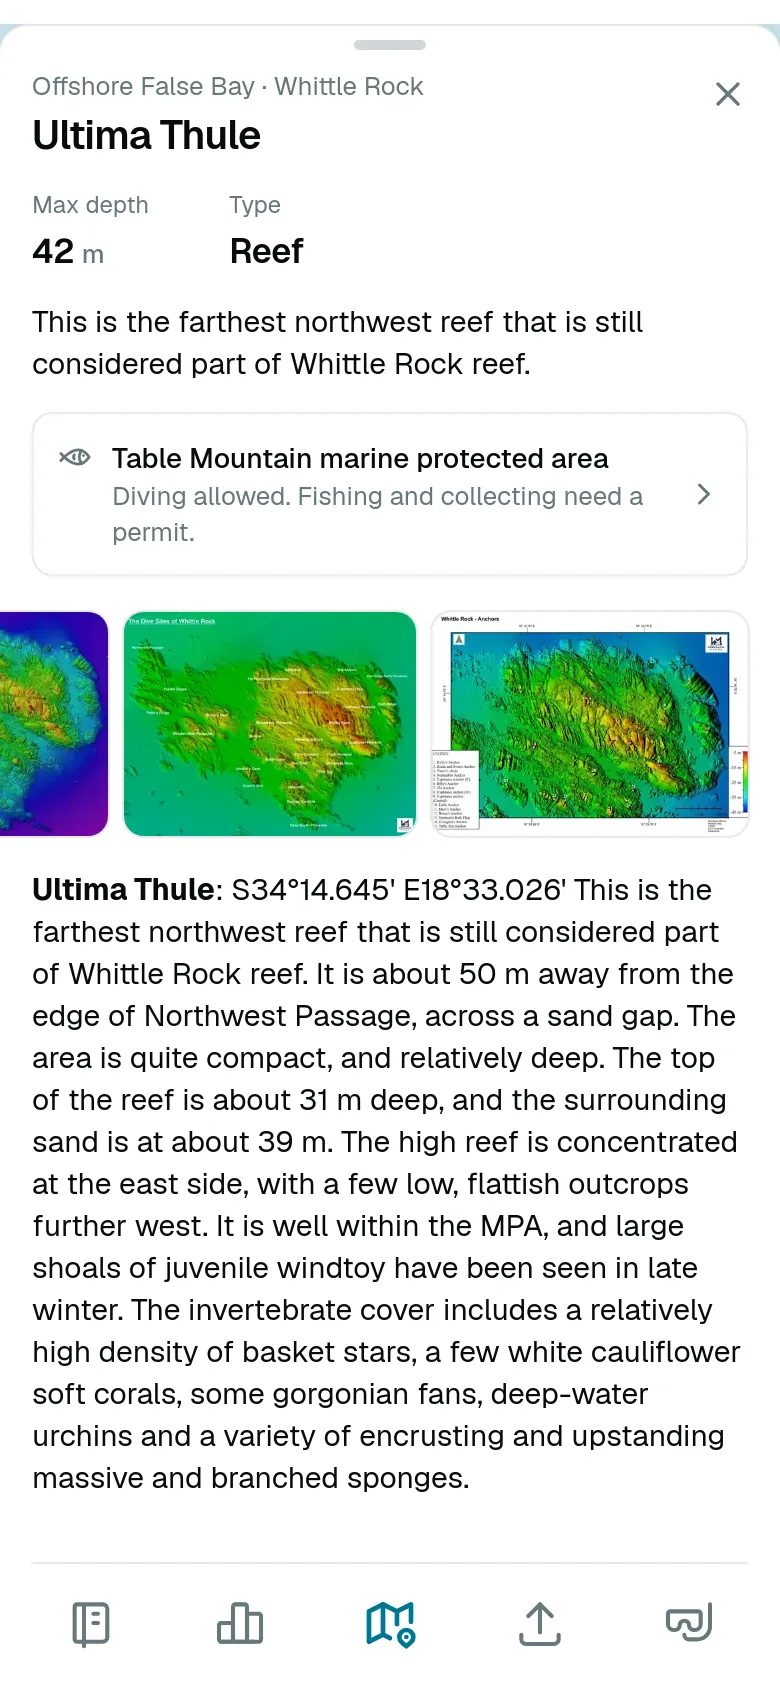 Offshore False Bay · Whittle Rock
Ultima Thule
Max depth
Type
42 m
Reef
This is the farthest northwest reef that is still
considered part of Whittle Rock reef.
Table Mountain marine protected area
Diving allowed. Fishing and collecting need a
permit.
The Dive Sites of Whittle Rock
Whittle Rock - Anchors
Ultima Thule: S34°14.645' E18°33.026' This is the
farthest northwest reef that is still considered part
of Whittle Rock reef. It is about 50 m away from the
edge of Northwest Passage, across a sand gap. The
area is quite compact, and relatively deep. The top
of the reef is about 31 m deep, and the surrounding
sand is at about 39 m. The high reef is concentrated
at the east side, with a few low, flattish outcrops
further west. It is well within the MPA, and large
shoals of juvenile windtoy have been seen in late
winter. The invertebrate cover includes a relatively
high density of basket stars, a few white cauliflower
soft corals, some gorgonian fans, deep-water
urchins and a variety of encrusting and upstanding
massive and branched sponges.